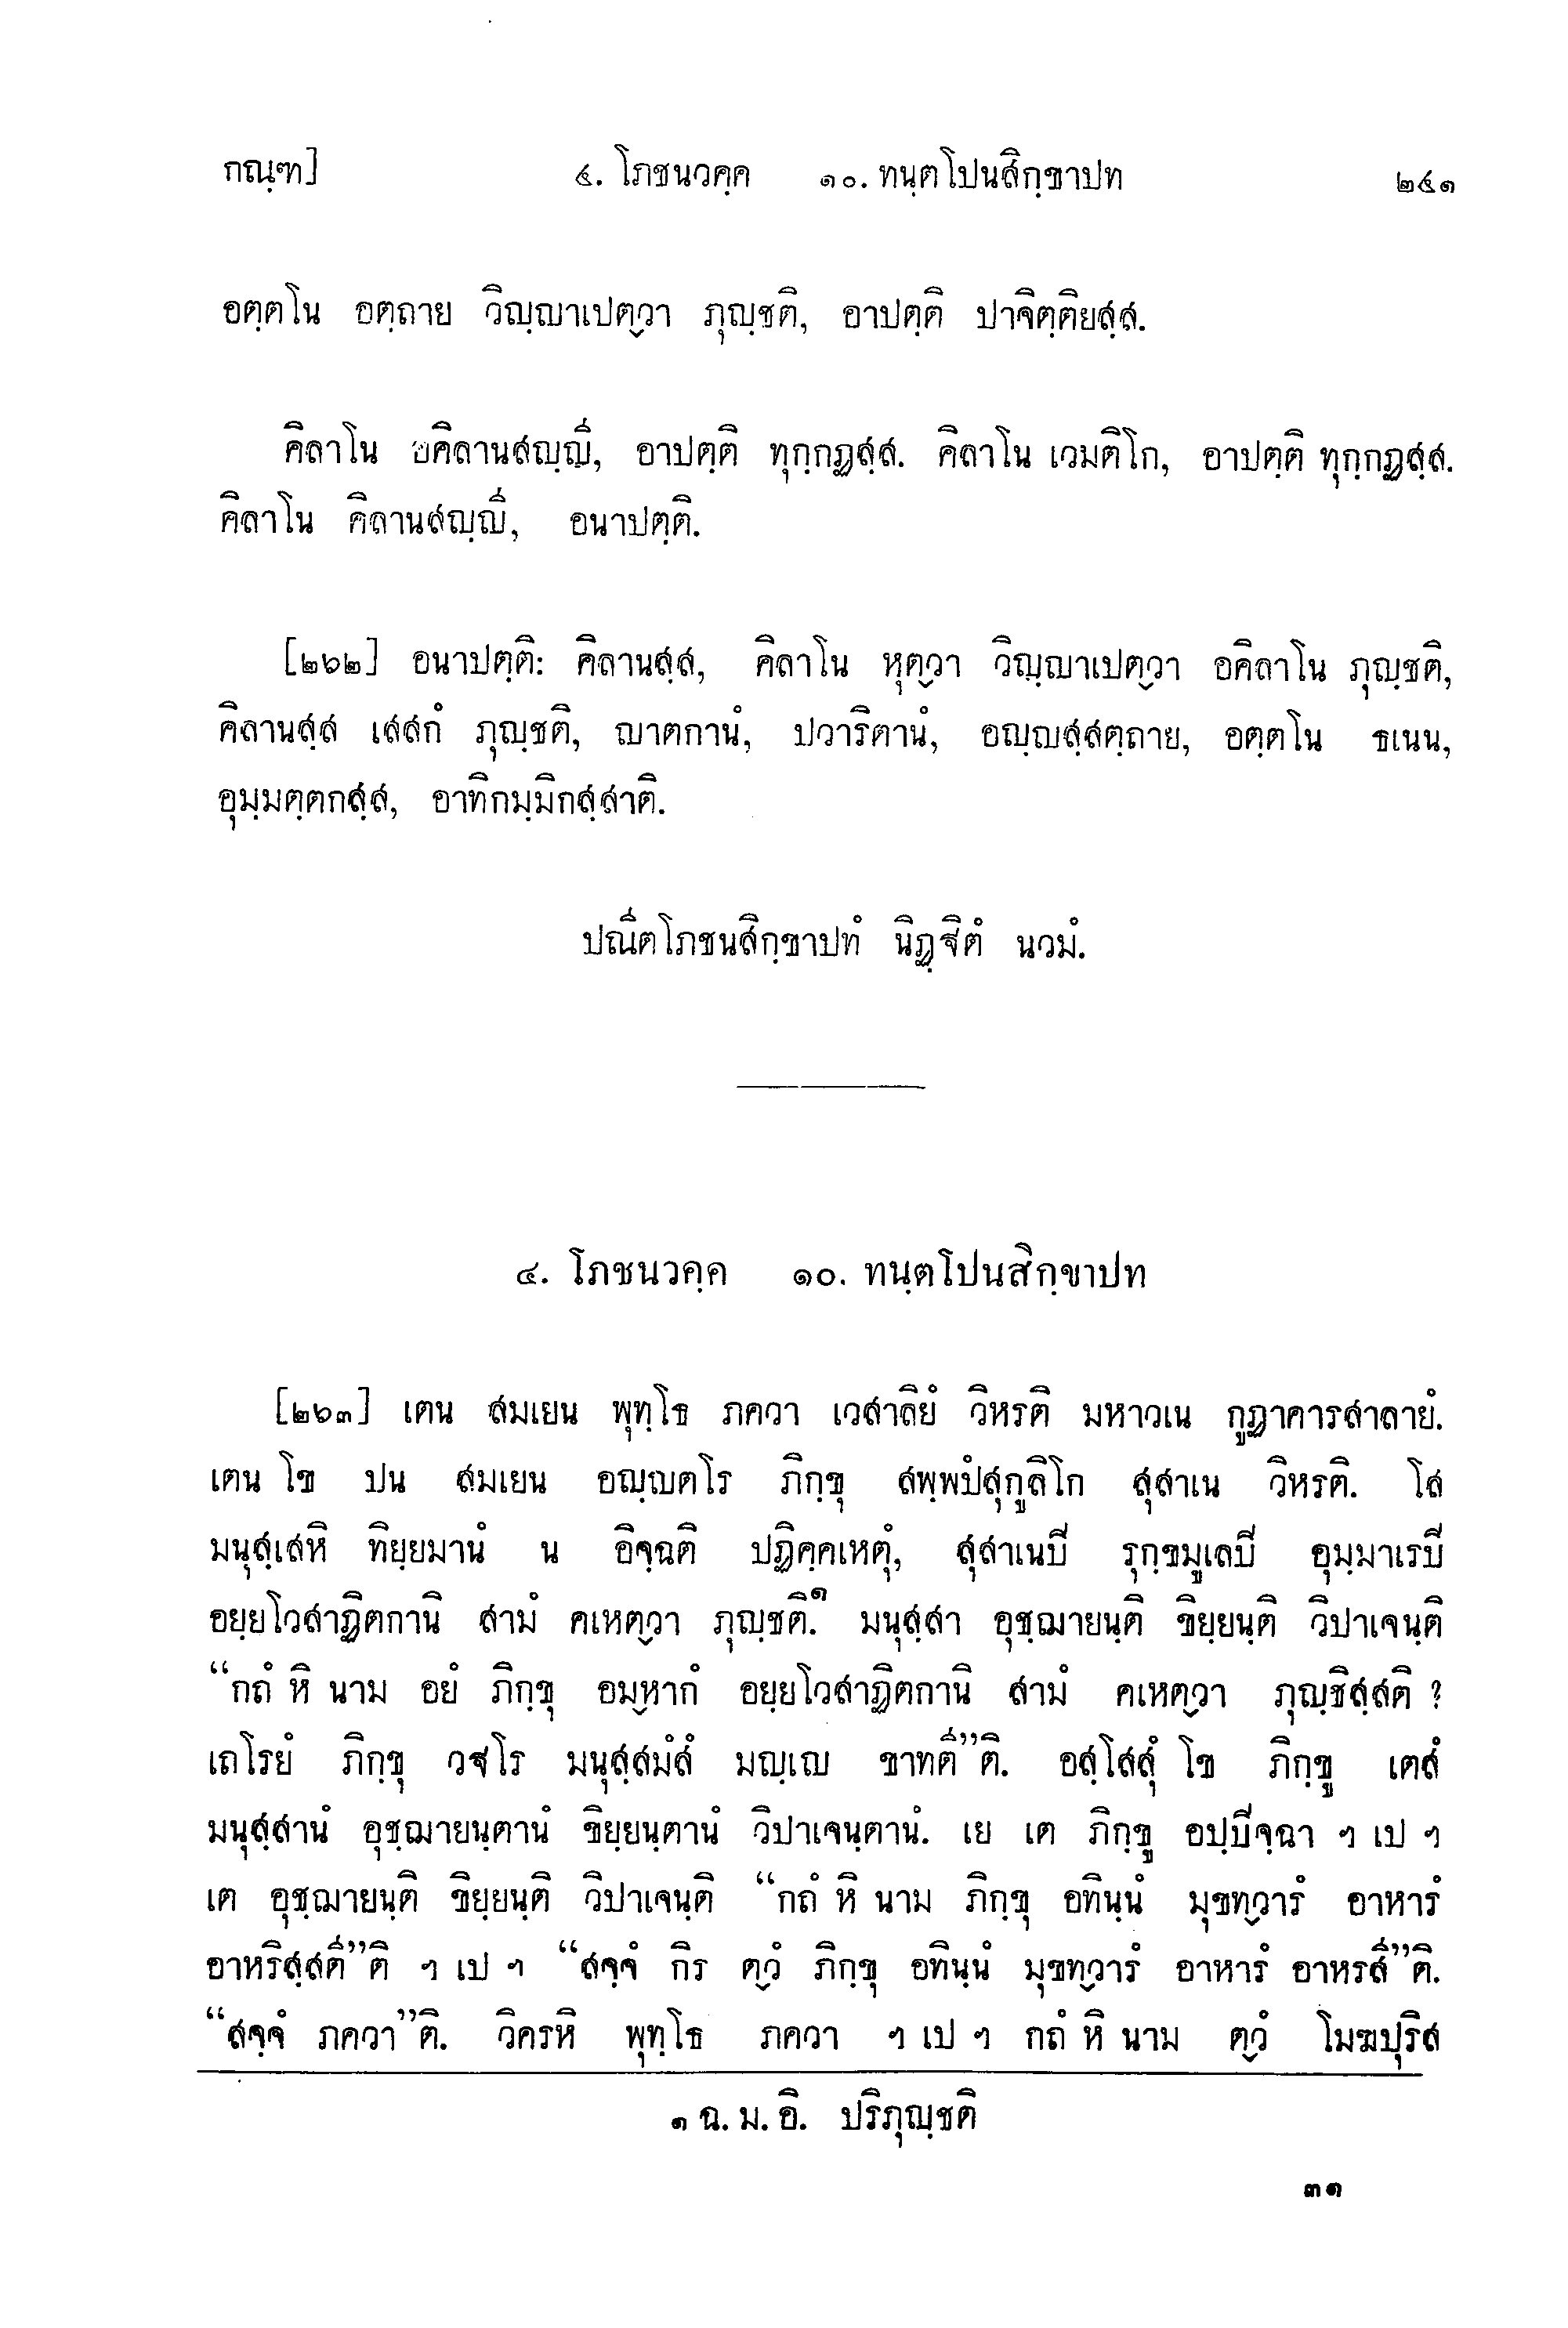 กณฺฑ] ๔. โภชนวคฺค ๑๐. ทนฺตโปนสิกฺขาปท ๒๔๑
อตฺตโน อตฺถาย วิญฺญาเปตฺวา ภุญฺชติ, อาปตฺติ ปาจิตฺติยสฺส.
คิลาโน อคิลานสญฺญี, อาปตฺติ ทุกฺกฏสฺส. คิลาโน เวมติโก, อาปตฺติ ทุกฺกฏสฺส.
คิลาโน คิลานสญฺญี, อนาปตฺติ.
[๒๖๒] อนาปตฺติ: คิลานสฺส, คิลาโน หุตฺวา วิญฺญาเปตฺวา อคิลาโน ภุญฺชติ,
คิลานสฺส เสสกํ ภุญฺชติ, ญาตกานํ, ปวาริตานํ, อญฺญสฺสตฺถาย, อตฺตโน ธเนน,
อุมฺมตฺตกสฺส, อาทิกมฺมิกสฺสาติ.
ปณีตโภชนสิกฺขาปทํ นิฏฺฐิตํ นวมํ.
๔. โภชนวคฺค ๑๐. ทนฺตโปนสิกฺขาปท
[๒๖๓] เตน สมเยน พุทฺโธ ภควา เวสาลิยํ วิหรติ มหาวเน กูฏาคารสาลายํ.
เตน โข ปน สมเยน อญฺญตโร ภิกฺขุ สพฺพปํสุกูลิโก สุสาเน วิหรติ. โส
มนุสฺเสหิ ทิยฺยมานํ น อิจฺฉติ ปฏิคฺคเหตุํ, สุสาเนปี รุกฺขมูเลปี อุมฺมาเรปี
อยฺยโวสาฏิตกานิ สามํ คเหตฺวา ภุญฺชติ.๑ มนุสฺสา อุชฺฌายนฺติ ขิยฺยนฺติ วิปาเจนฺติ
“กถํ หิ นาม อยํ ภิกฺขุ อมฺหากํ อยฺยโวสาฏิตกานิ สามํ คเหตฺวา ภุญฺชิสฺสติ ?
เถโรยํ ภิกฺขุ วฐโร มนุสฺสมํสํ มญฺเญ ขาทตี”ติ. อสฺโสสุํ โข ภิกฺขู เตสํ
มนุสฺสานํ อุชฺฌายนฺตานํ ขิยฺยนฺตานํ วิปาเจนฺตานํ. เย เต ภิกฺขู อปฺปิจฺฉา ฯ เป ฯ
เต อุชฺฌายนฺติ ขิยฺยนฺติ วิปาเจนฺติ “กถํ หิ นาม ภิกฺขุ อทินฺนํ มุขทฺวารํ อาหารํ
อาหริสฺสตี”ติ ฯ เป ฯ “สจฺจํ กิร ตฺวํ ภิกฺขุ อทินฺนํ มุขทฺวารํ อาหารํ อาหรสี”ติ.
“สจฺจํ ภควา”ติ. วิครหิ พุทฺโธ ภควา ฯ เป ฯ กถํ หิ นาม ตฺวํ โมฆปุริส
๑ ฉ. ม. อิ. ปริภุญฺชติ
๓๑